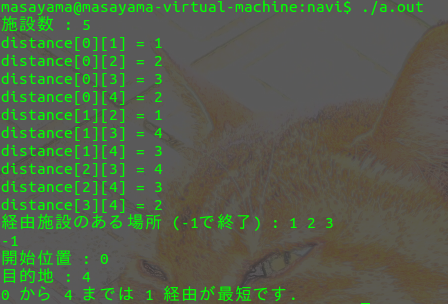 masayama@masayama-virtual-machine:navi$ ./a.out
施設数 : 5
distance[0][1] = 1
distance[0][2] = 2
distance[0][3] = 3
distance[0][4] = 2
distance[1][2] = 1
distance[1][3] = 4
distance[1][4] = 3
distance[2][3] = 4
distance[2][4] = 3
distance[3][4] = 2
経由施設のある場所 (-1で終了) : 1 2 3
-1
開始位置 : 0
目的地 : 4
0 から 4 までは 1 経由が最短です.